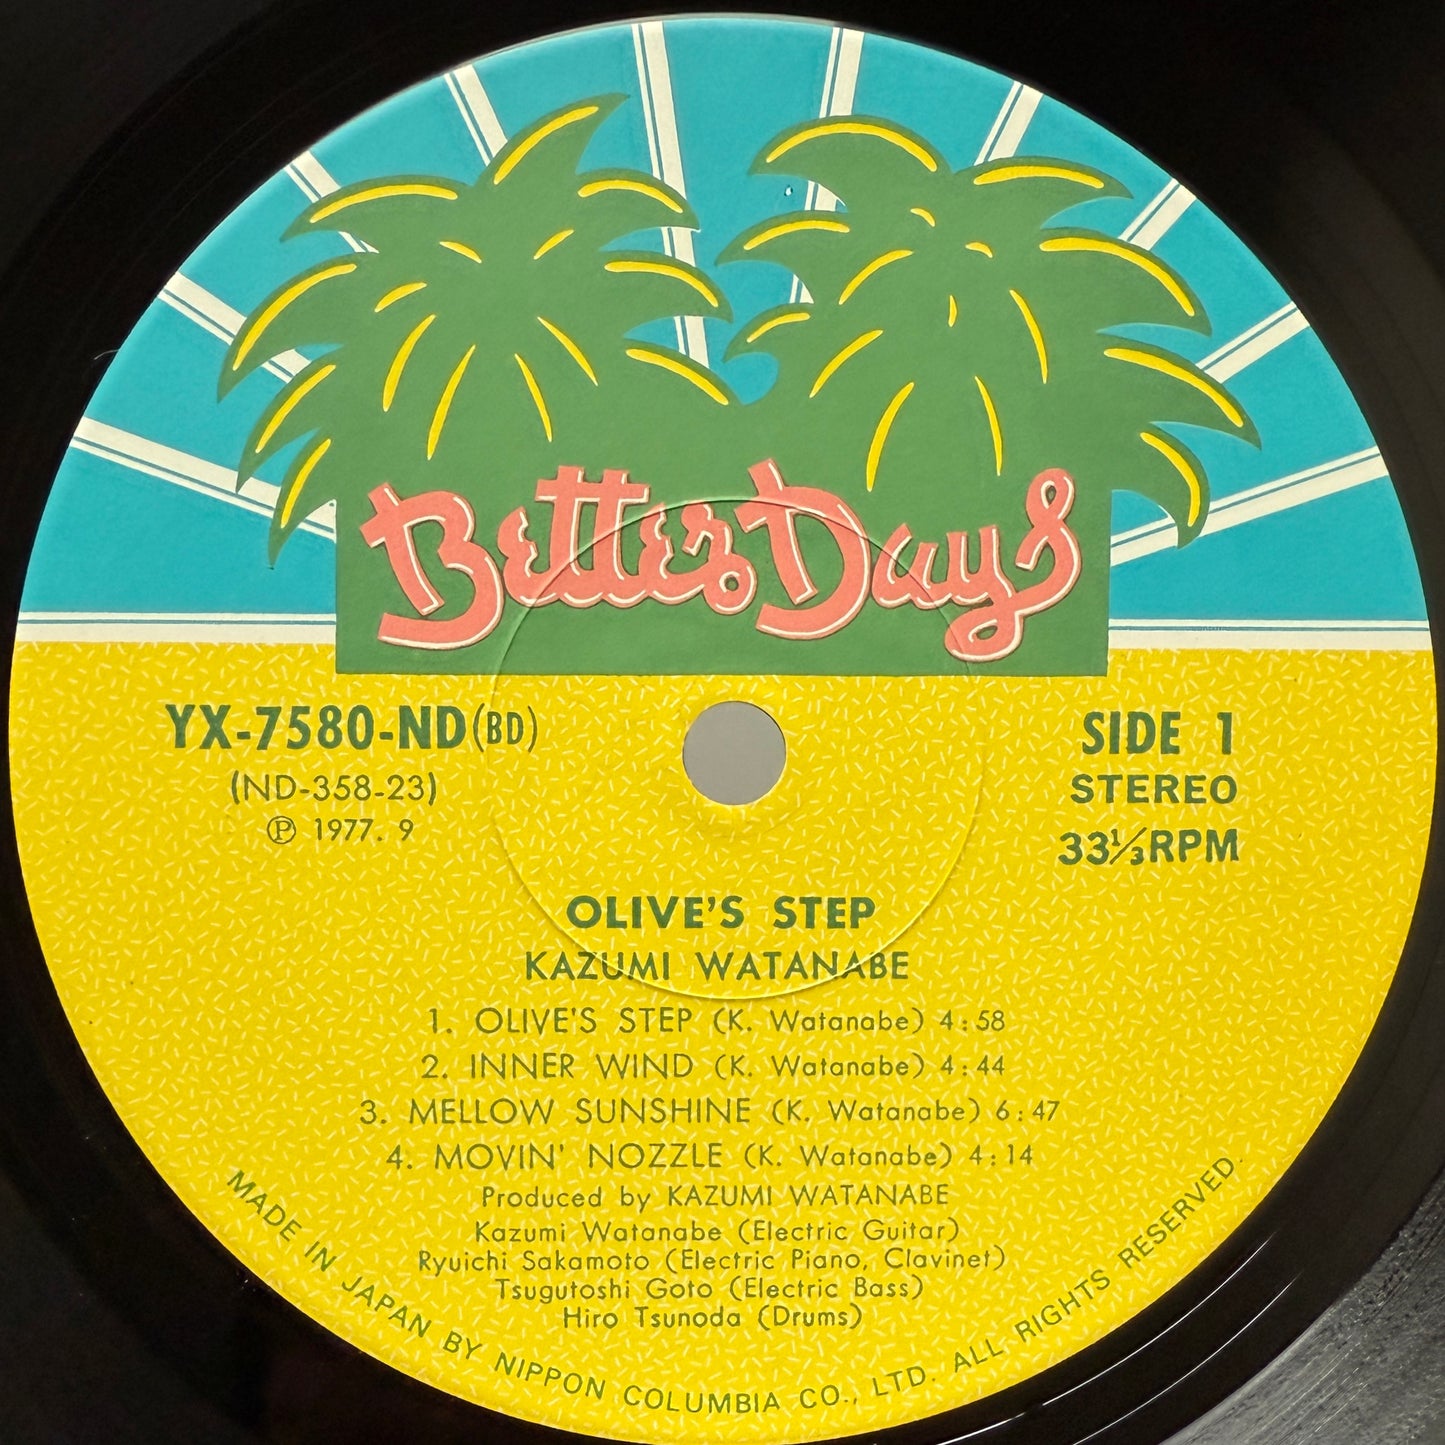 Better Days
YX-7580-ND(BD)
(ND-358-23)
℗ 1977. 9
SIDE 1
STEREO
33⅓RPM
OLIVE'S STEP
KAZUMI WATANABE
1. OLIVE'S STEP (K. Watanabe) 4:58
2. INNER WIND (K. Watanabe) 4:44
3. MELLOW SUNSHINE (K. Watanabe) 6:47
4. MOVIN' NOZZLE (K. Watanabe) 4:14
Produced by KAZUMI WATANABE
Kazumi Watanabe (Electric Guitar)
Ryuichi Sakamoto (Electric Piano, Clavinet)
Tsugutoshi Goto (Electric Bass)
Hiro Tsunoda (Drums)
MADE IN JAPAN BY NIPPON COLUMBIA CO., LTD. ALL RIGHTS RESERVED.